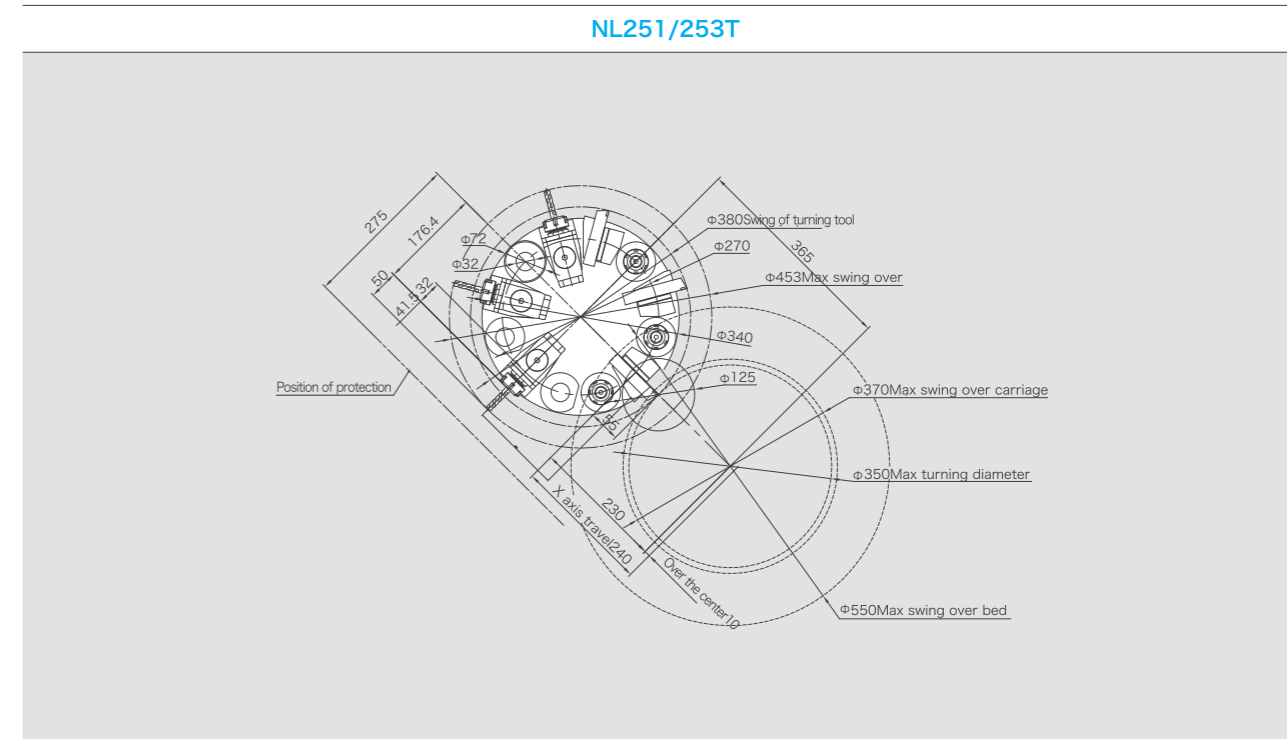 NL251/253T
275
176.4
50
41.5
32
Φ72
Φ32
Φ380Swing of turning tool
Φ270
365
Φ453Max swing over
Φ340
Φ125
Position of protection
Φ370Max swing over carriage
55
Φ350Max turning diameter
230
X axis travel240
Over the center10
Φ550Max swing over bed